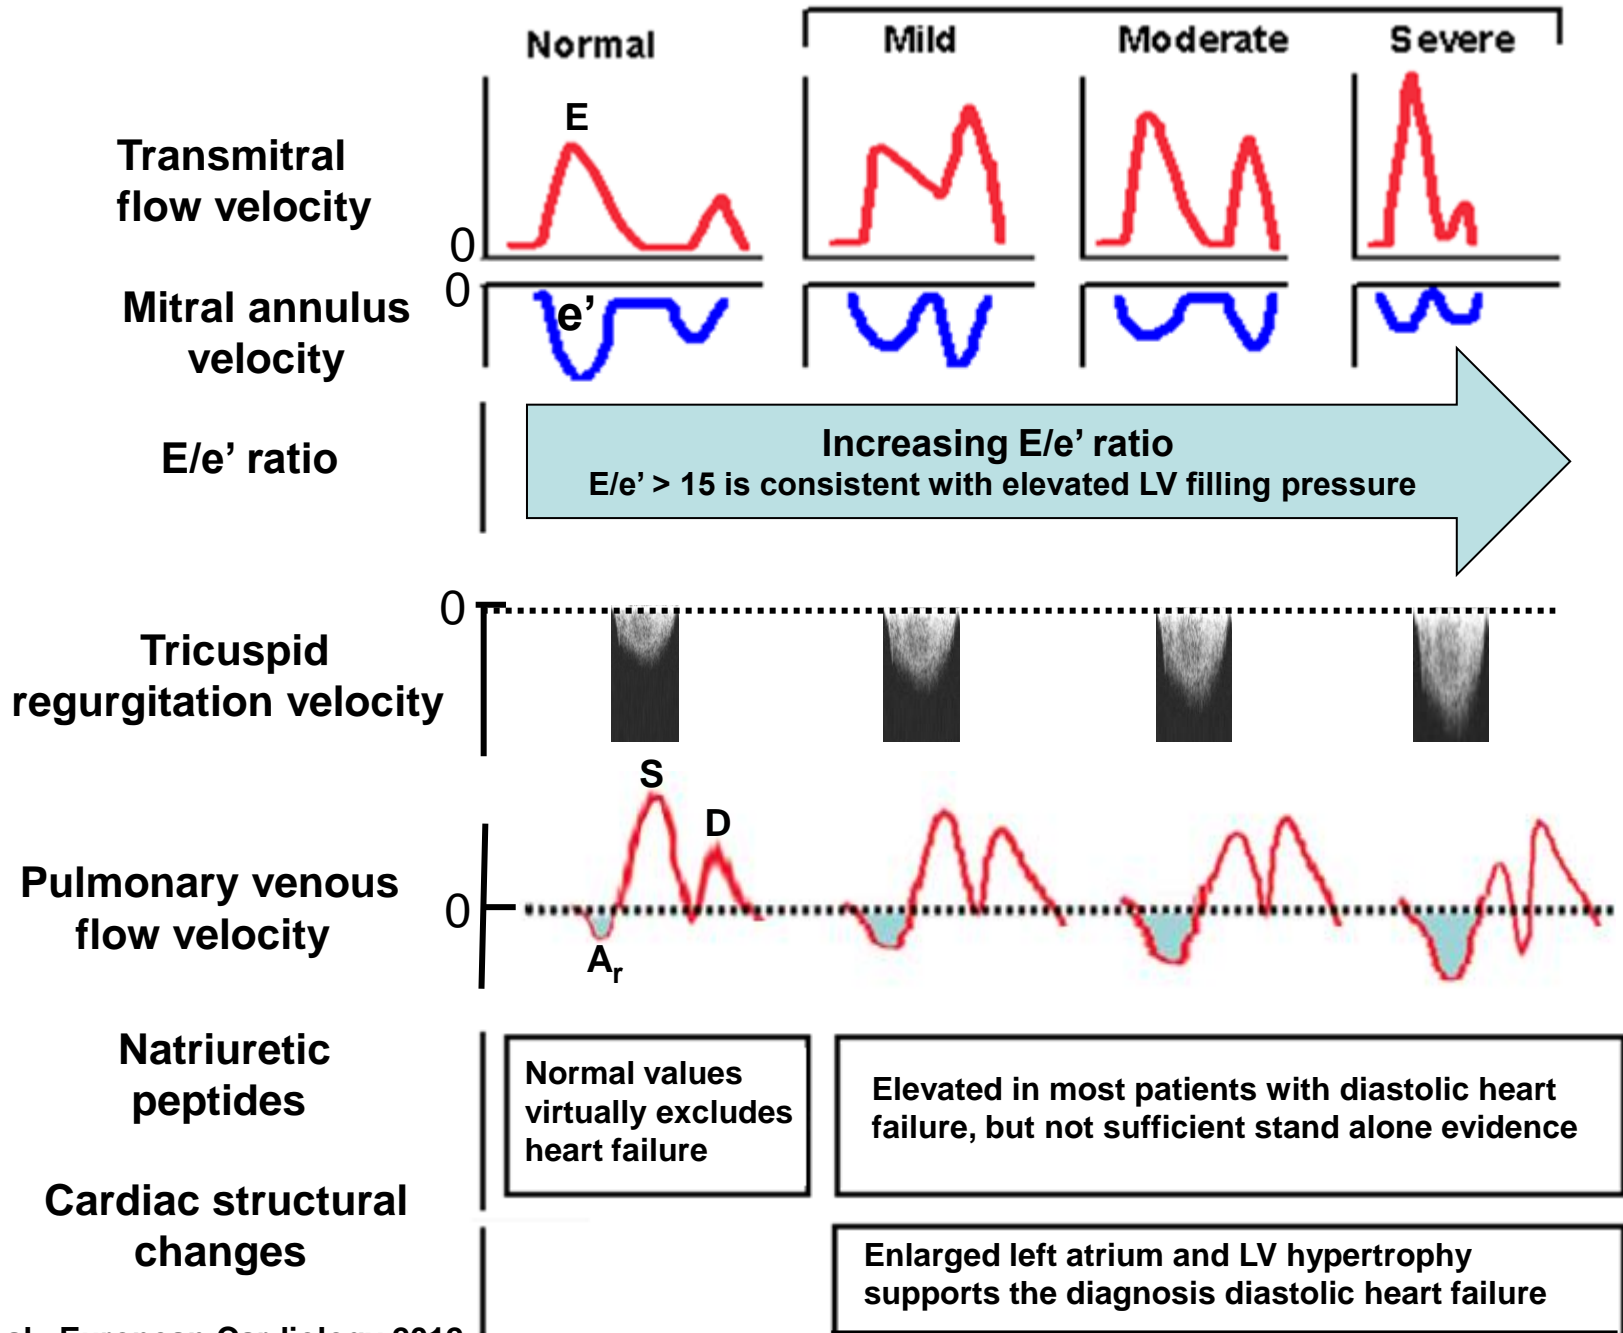 Normal
Mild
Moderate
Severe
Transmitral
flow velocity
E
0
Mitral annulus
velocity
0
e’
E/e’ ratio
Increasing E/e’ ratio
E/e’ > 15 is consistent with elevated LV filling pressure
Tricuspid
regurgitation velocity
0
Pulmonary venous
flow velocity
0
S
D
Ar
Natriuretic
peptides
Normal values
virtually excludes
heart failure
Elevated in most patients with diastolic heart
failure, but not sufficient stand alone evidence
Cardiac structural
changes
Enlarged left atrium and LV hypertrophy
supports the diagnosis diastolic heart failure
European Cardiology